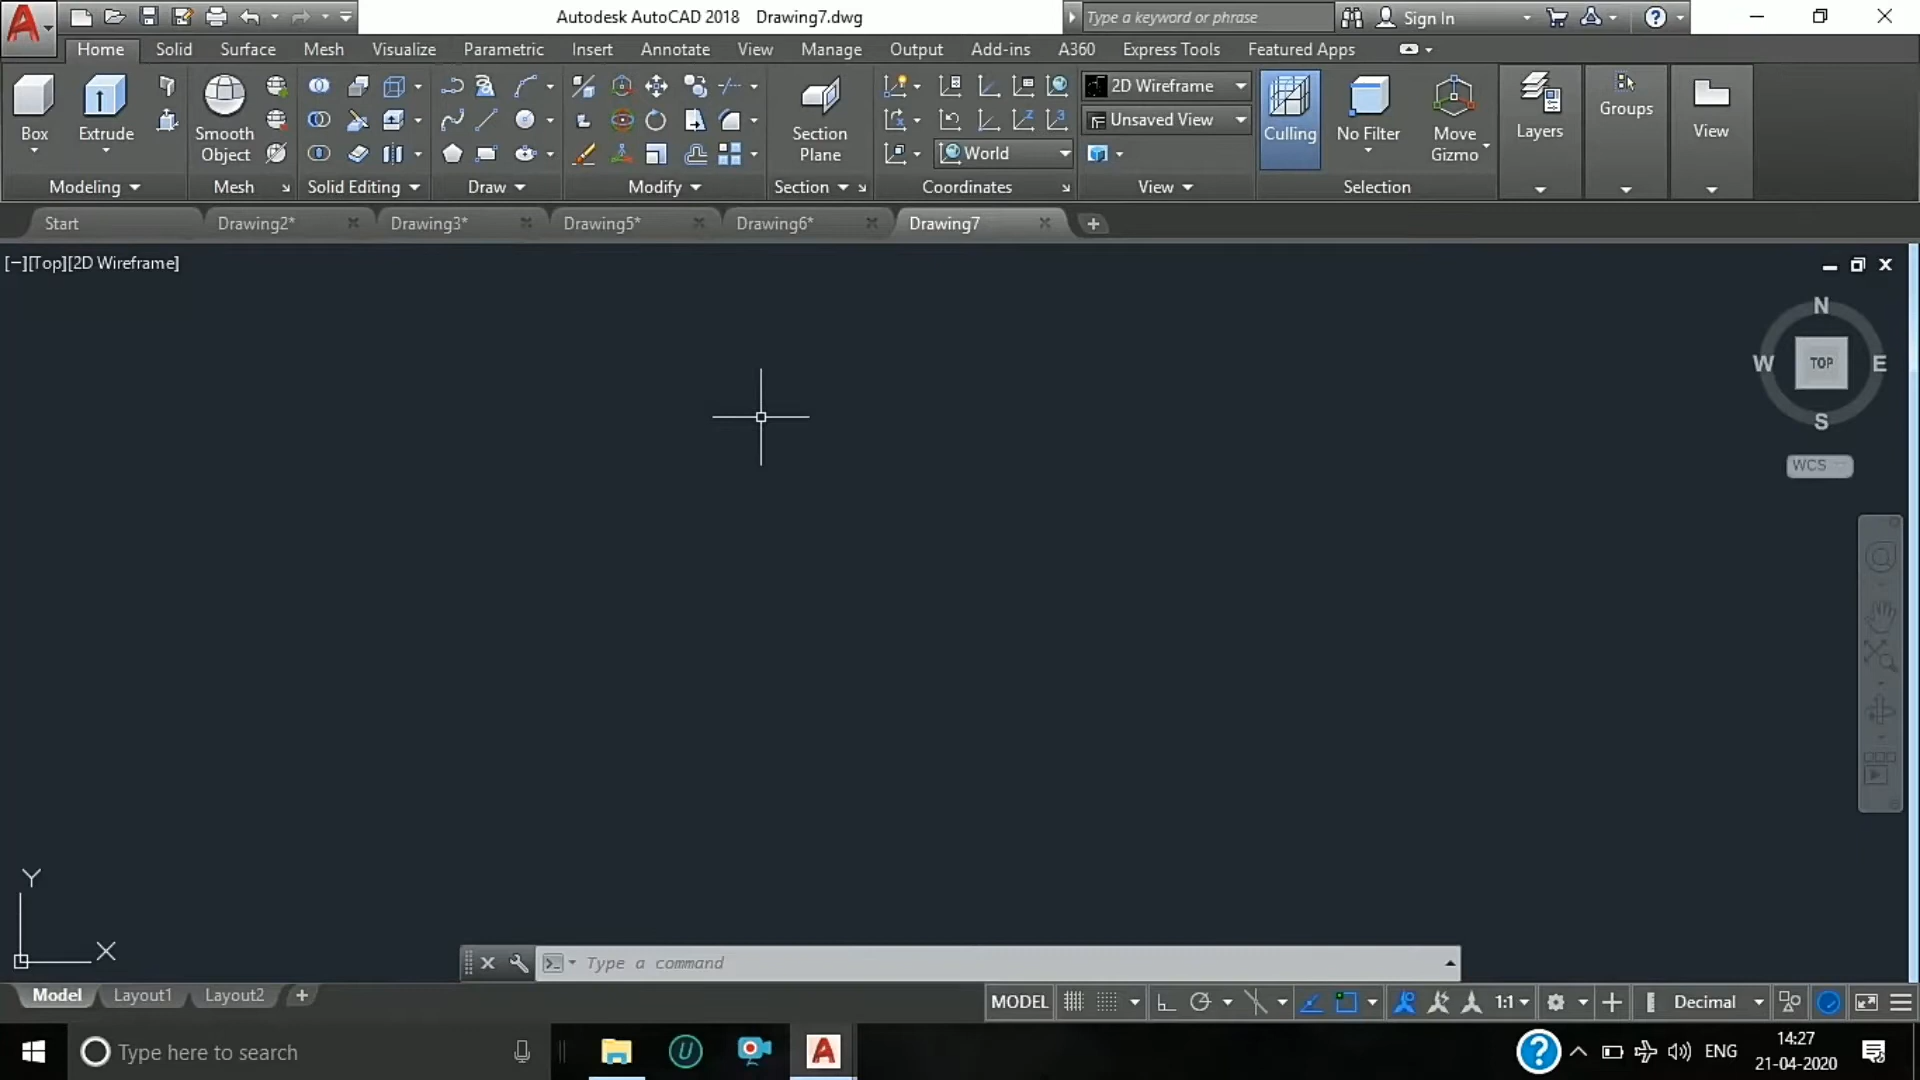 Autodesk AutoCAD 2018 Drawing7.dwg
Type a keyword or phrase
Sign In
Home Solid Surface Mesh Visualize Parametric Insert Annotate View Manage Output Add-ins A360 Express Tools Featured Apps
Box
Extrude
Smooth Object
Section Plane
World
2D Wireframe
Unsaved View
Culling
No Filter
Move Gizmo
Layers
Groups
View
Modeling Mesh Solid Editing Draw Modify Section Coordinates View Selection
Start Drawing2* Drawing3* Drawing5* Drawing6* Drawing7
[−][Top][2D Wireframe]
N
W TOP E
S
WCS
Y
X
Type a command
Model Layout1 Layout2
MODEL 1:1 Decimal
Type here to search
ENG
14:27
21-04-2020